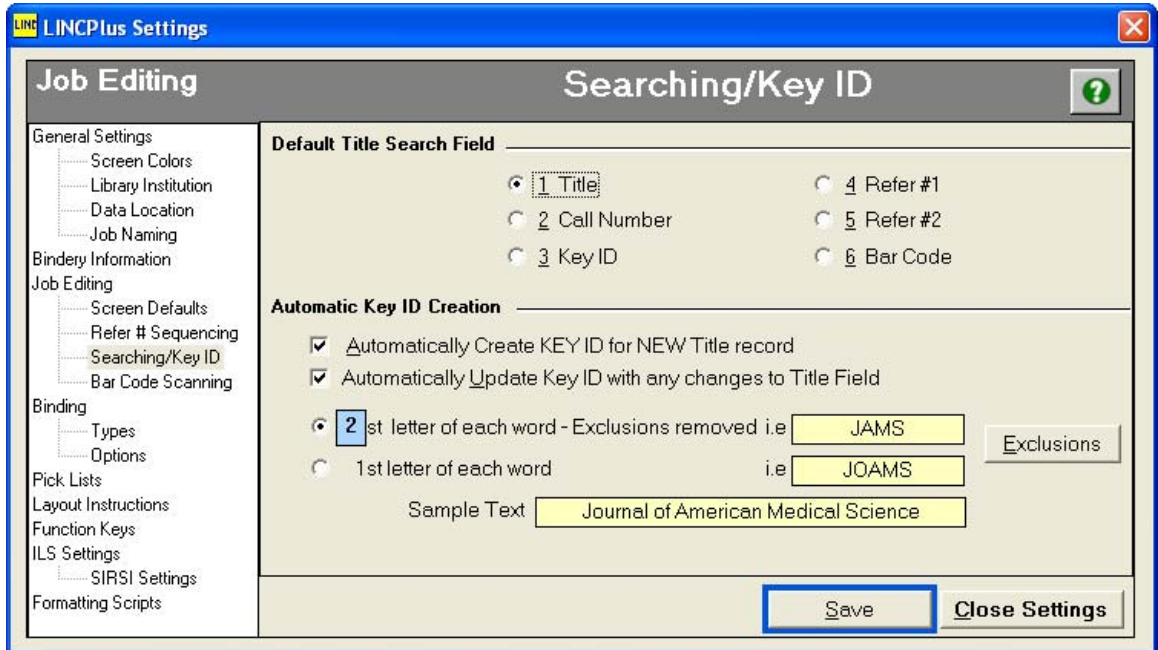 LINC LINCPlus Settings
Job Editing
Searching/Key ID
?
General Settings
Screen Colors
Library Institution
Data Location
Job Naming
Bindery Information
Job Editing
Screen Defaults
Refer # Sequencing
Searching/Key ID
Bar Code Scanning
Binding
Types
Options
Pick Lists
Layout Instructions
Function Keys
ILS Settings
SIRSI Settings
Formatting Scripts
Default Title Search Field
1 Title
4 Refer #1
2 Call Number
5 Refer #2
3 Key ID
6 Bar Code
Automatic Key ID Creation
Automatically Create KEY ID for NEW Title record
Automatically Update Key ID with any changes to Title Field
2 st letter of each word - Exclusions removed i.e JAMS
Exclusions
1st letter of each word i.e JOAMS
Sample Text Journal of American Medical Science
Save
Close Settings